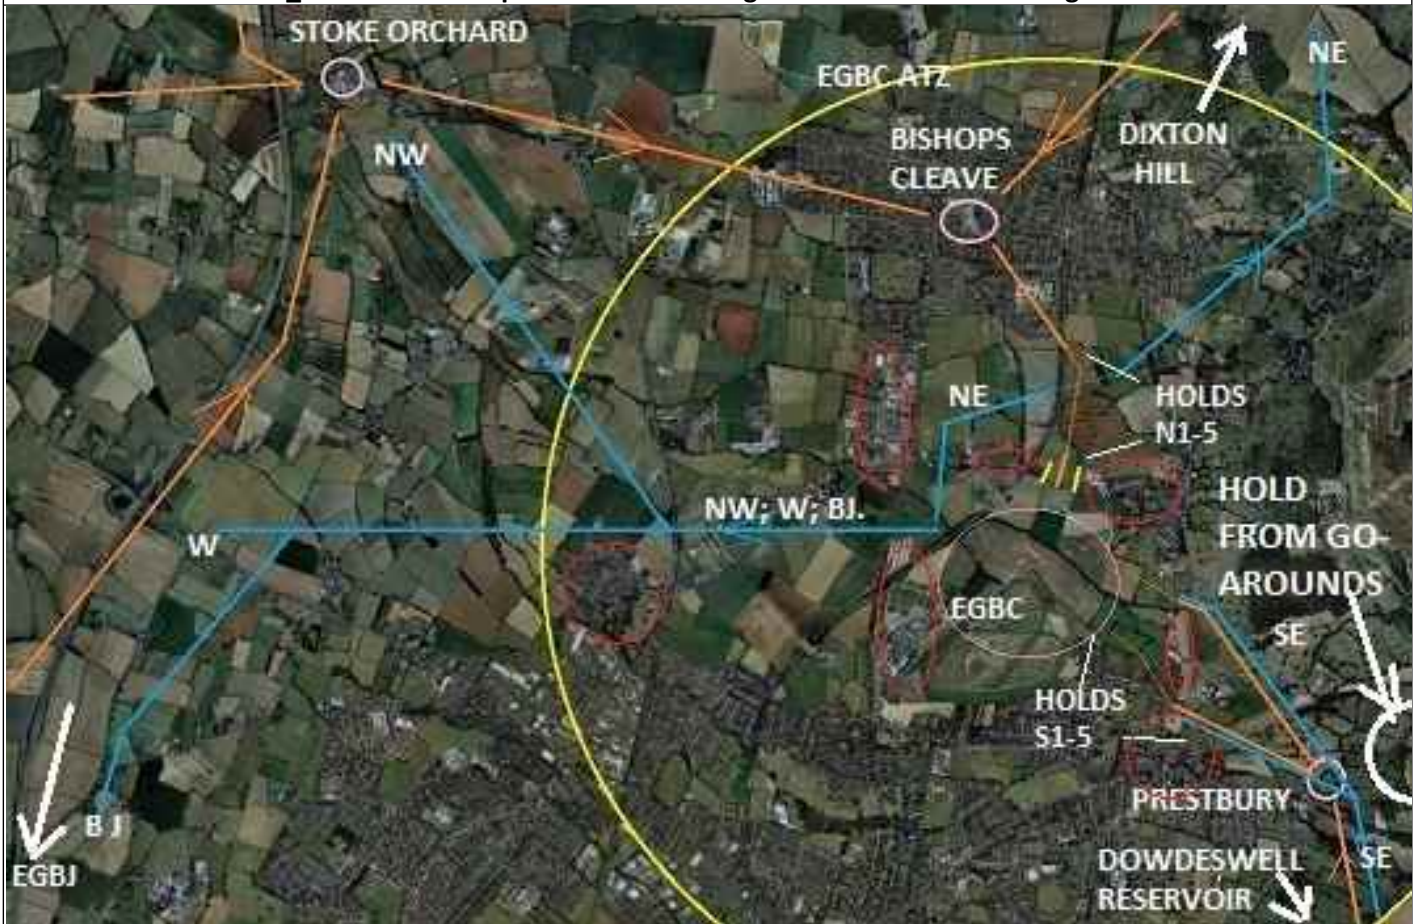 STOKE ORCHARD
NE
EGBC ATZ
DIXTON
HILL
BISHOPS
CLEAVE
NW
NE
HOLDS
N1-5
HOLD
FROM GO-
AROUNDS
NW; W; BJ.
W
EGBC
SE
HOLDS
S1-5
PRESTBURY
B J
EGBJ
DOWDESWELL
RESERVOIR
SE